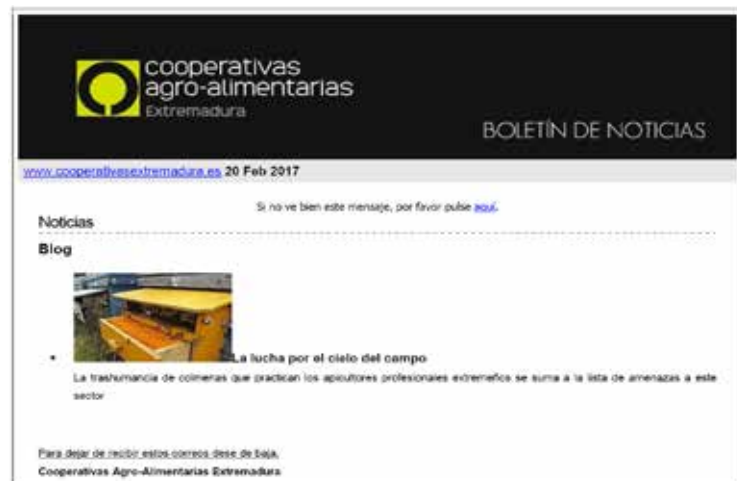 cooperativas
agro-alimentarias
Extremadura
BOLETÍN DE NOTICIAS
www.cooperativasextremadura.es 20 Feb 2017
Si no ve bien este mensaje, por favor pulse aquí.
Noticias
Blog
La lucha por el cielo del campo
La trashumancia de colmenas que practican los apicultores profesionales extremeños se suma a la lista de amenazas a este
sector
Para dejar de recibir estos correos dese de baja.
Cooperativas Agro-Alimentarias Extremadura